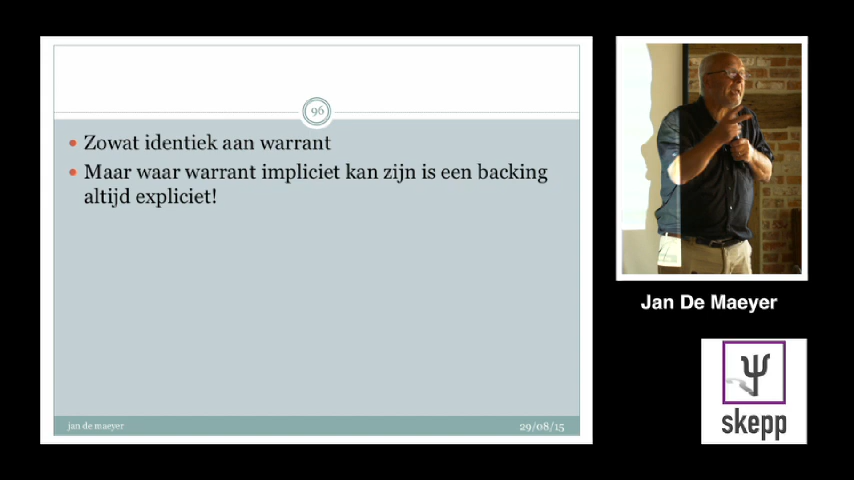 96
• Zowat identiek aan warrant
• Maar waar warrant impliciet kan zijn is een backing
altijd expliciet!
jan de maeyer
29/08/15
Jan De Maeyer
skepp